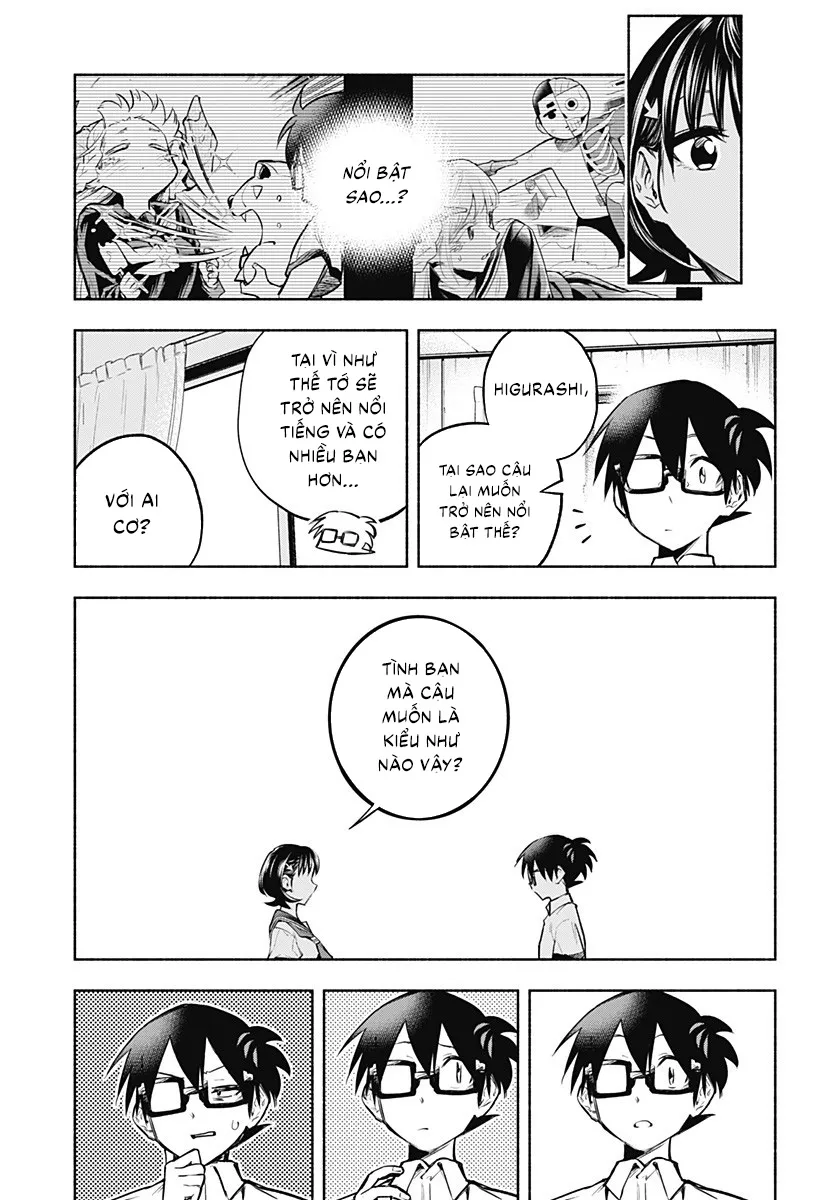 NỔI BẬT
SAO...?
HIGURASHI,
TẠI SAO CẬU
LẠI MUỐN
TRỞ NÊN NỔI
BẬT THẾ?
TẠI VÌ NHƯ
THẾ TỚ SẼ
TRỞ NÊN NỔI
TIẾNG VÀ CÓ
NHIỀU BẠN
HƠN...
VỚI AI
CƠ?
TÌNH BẠN
MÀ CẬU
MUỐN LÀ
KIỂU NHƯ
NÀO VẬY?